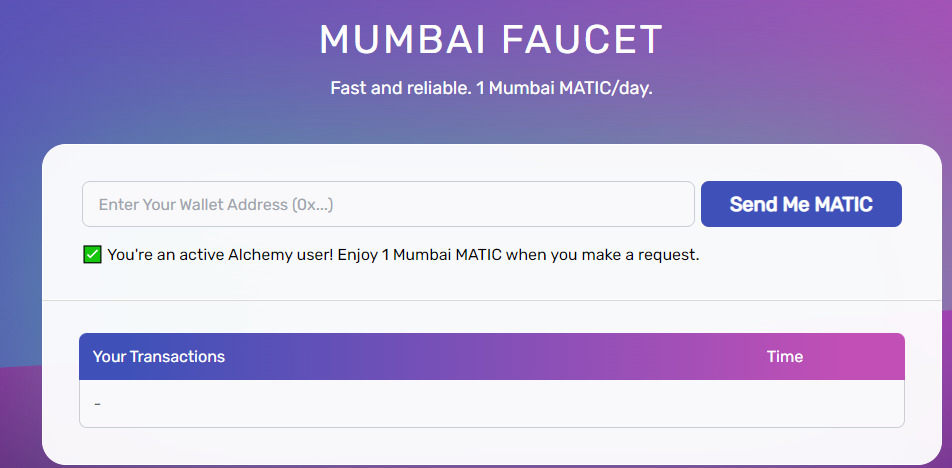 MUMBAI FAUCET
Fast and reliable. 1 Mumbai MATIC/day.
Enter Your Wallet Address (0x...)
Send Me MATIC
✅ You're an active Alchemy user! Enjoy 1 Mumbai MATIC when you make a request.
Your Transactions Time
-